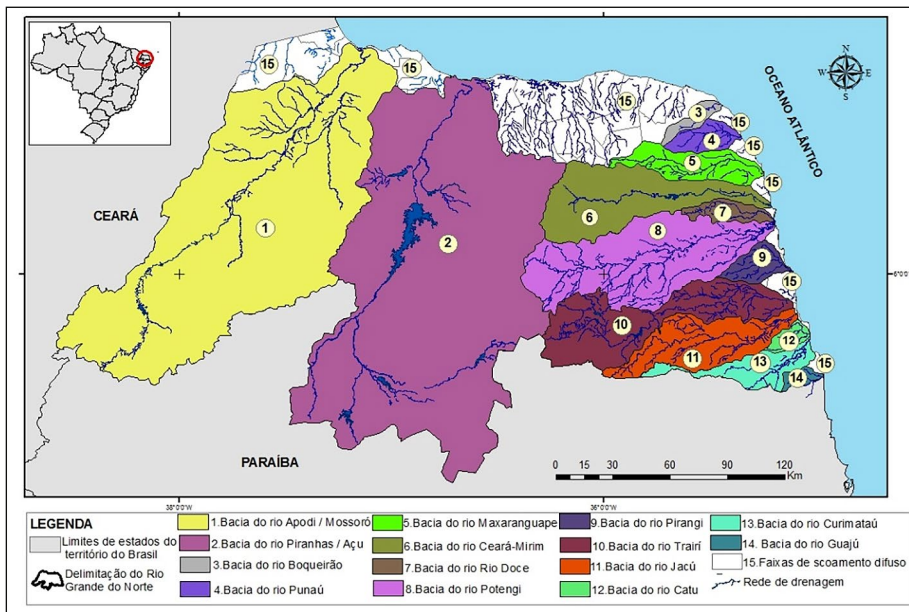 15
15
15
3
15
4
15
5
15
OCEANO ATLÂNTICO
N
W
E
S
CEARÁ
1
2
6
7
8
9
15
6°0'0"
10
11
12
13
14
15
PARAÍBA
0 15 30 60 90 120
Km
38°0'0"W
36°0'0"W
LEGENDA
Limites de estados do
território do Brasil
Delimitação do Rio
Grande do Norte
1.Bacia do rio Apodi / Mossoró
2.Bacia do rio Piranhas / Açu
3.Bacia do rio Boqueirão
4.Bacia do rio Punaú
5.Bacia do rio Maxaranguape
6.Bacia do rio Ceará-Mirim
7.Bacia do rio Rio Doce
8.Bacia do rio Potengi
9.Bacia do rio Pirangi
10.Bacia do rio Trairí
11.Bacia do rio Jacú
12.Bacia do rio Catu
13.Bacia do rio Curimataú
14. Bacia do rio Guajú
15.Faixas de scoamento difuso
Rede de drenagem